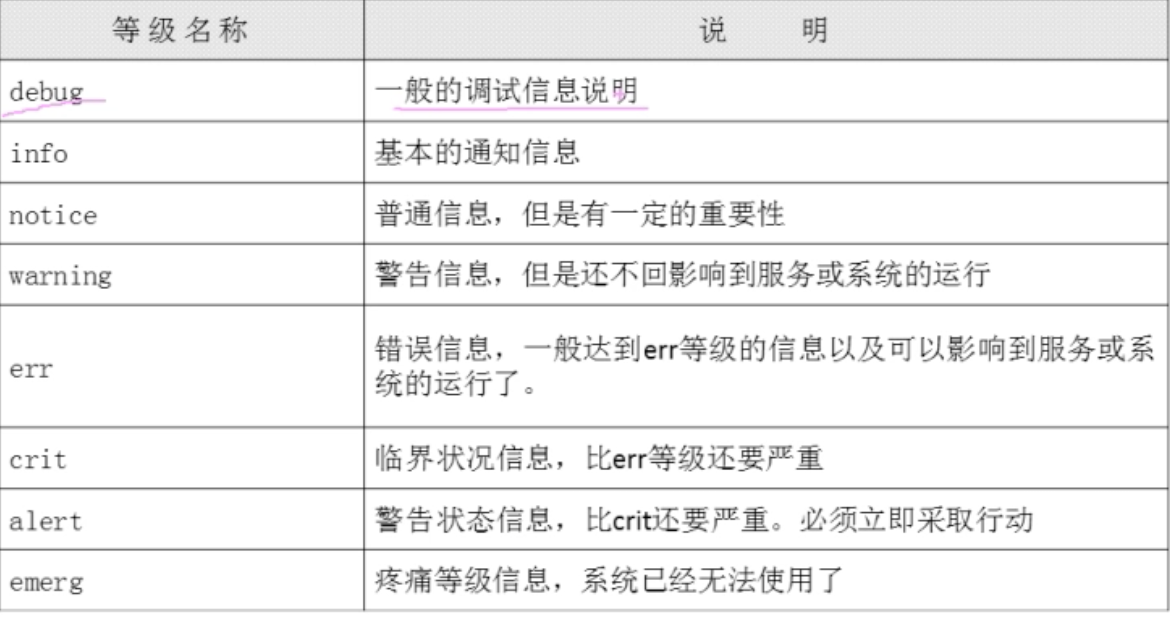 等级名称 说 明
debug 一般的调试信息说明
info 基本的通知信息
notice 普通信息，但是有一定的重要性
warning 警告信息，但是还不回影响到服务或系统的运行
err 错误信息，一般达到err等级的信息以及可以影响到服务或系
统的运行了。
crit 临界状况信息，比err等级还要严重
alert 警告状态信息，比crit还要严重。必须立即采取行动
emerg 疼痛等级信息，系统已经无法使用了